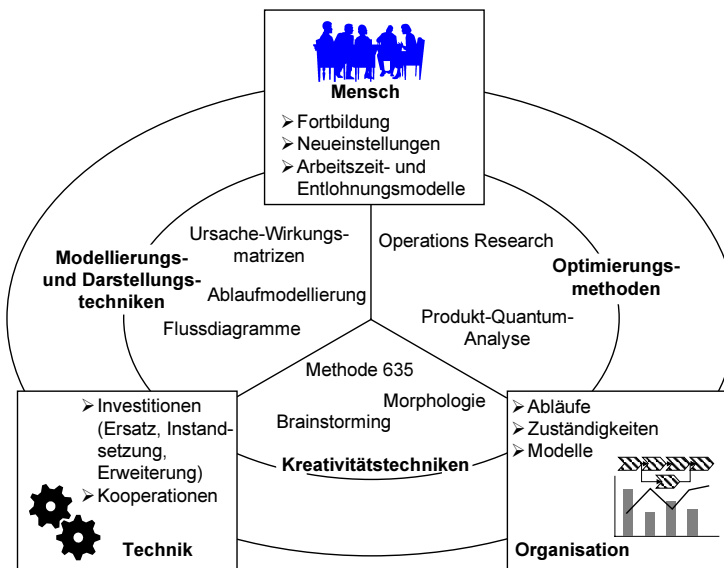 Mensch
Fortbildung
Neueinstellungen
Arbeitszeit- und
Entlohnungsmodelle
Modellierungs-
und Darstellungs-
techniken
Ursache-Wirkungs-
matrizen
Ablaufmodellierung
Flussdiagramme
Operations Research
Optimierungs-
methoden
Produkt-Quantum-
Analyse
Methode 635
Morphologie
Brainstorming
Kreativitätstechniken
Investitionen
(Ersatz, Instand-
setzung,
Erweiterung)
Kooperationen
Technik
Abläufe
Zuständigkeiten
Modelle
Organisation